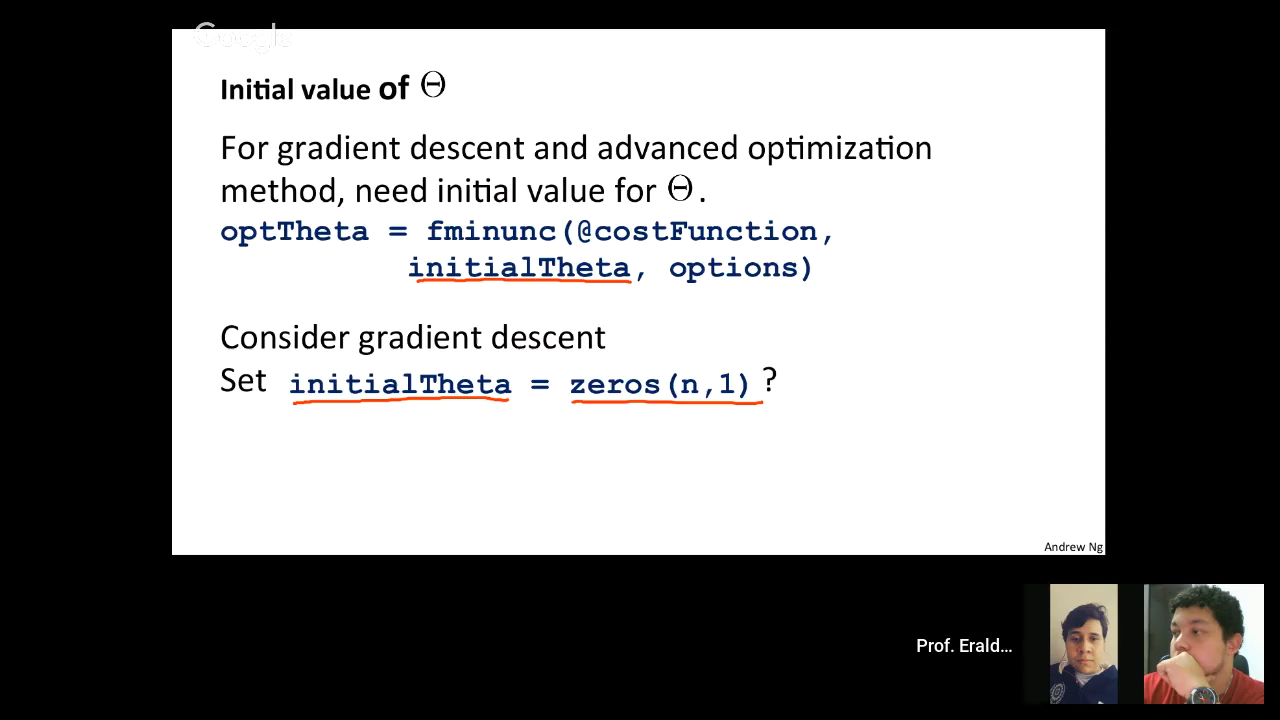 Google
Initial value of Θ
For gradient descent and advanced optimization
method, need initial value for Θ.
optTheta = fminunc(@costFunction,
initialTheta, options)
Consider gradient descent
Set initialTheta = zeros(n,1) ?
Andrew Ng
Prof. Erald...